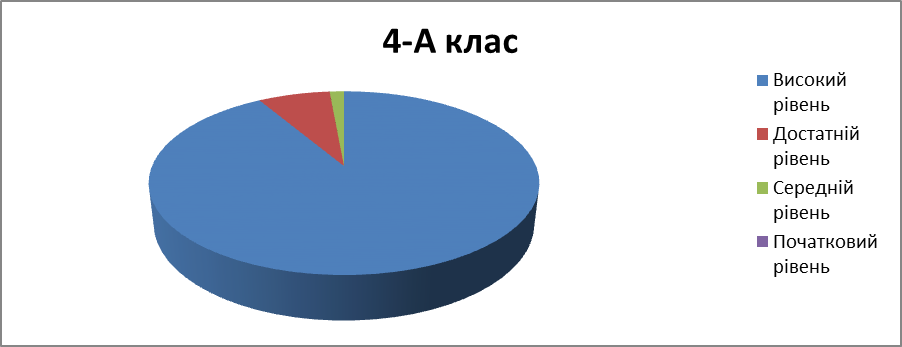 4-А клас
Високий
рівень
Достатній
рівень
Середній
рівень
Початковий
рівень